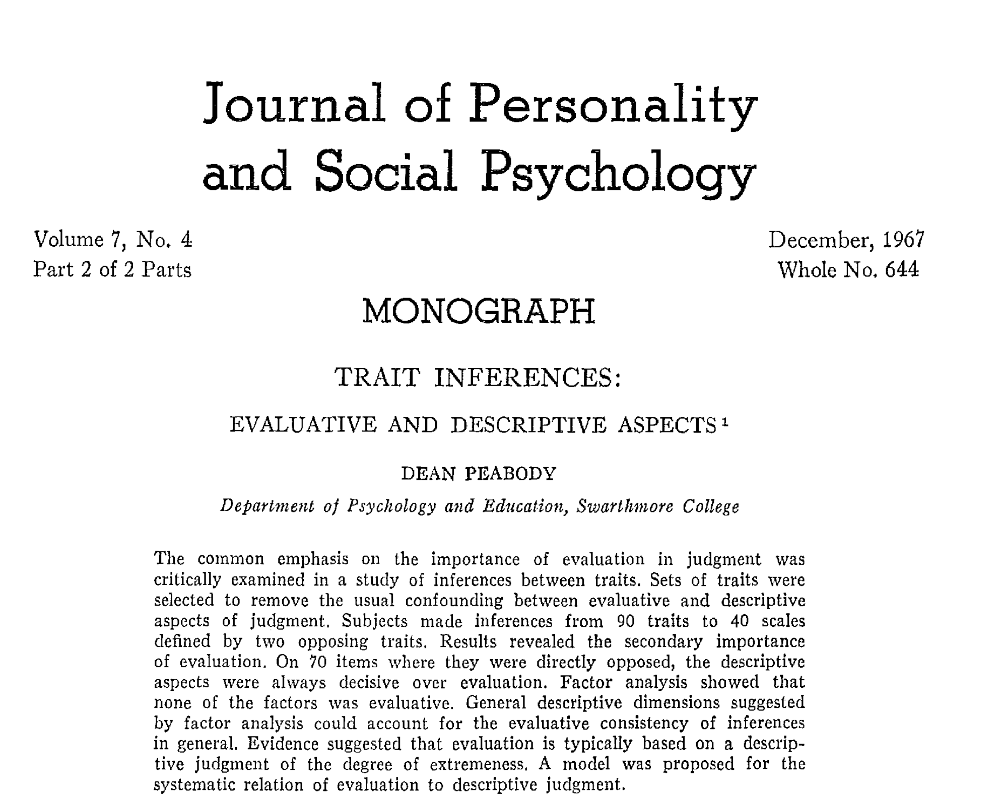 Journal of Personality
and Social Psychology
Volume 7, No. 4
December, 1967
Part 2 of 2 Parts
Whole No. 644
MONOGRAPH
TRAIT INFERENCES:
EVALUATIVE AND DESCRIPTIVE ASPECTS¹
DEAN PEABODY
Department of Psychology and Education, Swarthmore College
The common emphasis on the importance of evaluation in judgment was
critically examined in a study of inferences between traits. Sets of traits were
selected to remove the usual confounding between evaluative and descriptive
aspects of judgment. Subjects made inferences from 90 traits to 40 scales
defined by two opposing traits. Results revealed the secondary importance
of evaluation. On 70 items where they were directly opposed, the descriptive
aspects were always decisive over evaluation. Factor analysis showed that
none of the factors was evaluative. General descriptive dimensions suggested
by factor analysis could account for the evaluative consistency of inferences
in general. Evidence suggested that evaluation is typically based on a descrip-
tive judgment of the degree of extremeness. A model was proposed for the
systematic relation of evaluation to descriptive judgment.